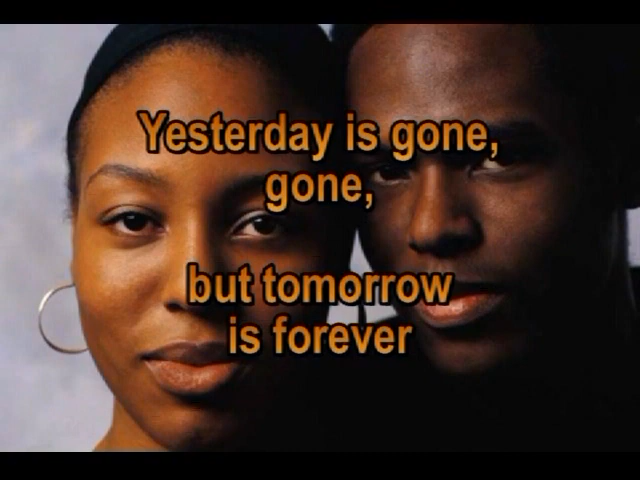 Yesterday is gone,
gone,
but tomorrow
is forever